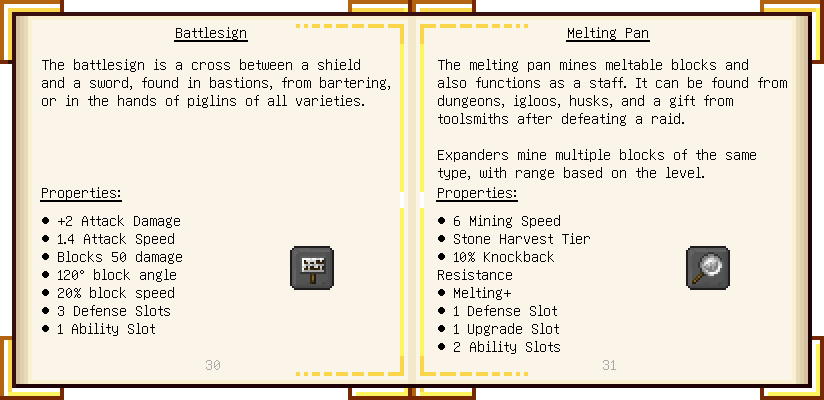 Battlesign
The battlesign is a cross between a shield
and a sword, found in bastions, from bartering,
or in the hands of piglins of all varieties.
Properties:
● +2 Attack Damage
● 1.4 Attack Speed
● Blocks 50 damage
● 120° block angle
● 20% block speed
● 3 Defense Slots
● 1 Ability Slot
30
Melting Pan
The melting pan mines meltable blocks and
also functions as a staff. It can be found from
dungeons, igloos, husks, and a gift from
toolsmiths after defeating a raid.
Expanders mine multiple blocks of the same
type, with range based on the level.
Properties:
● 6 Mining Speed
● Stone Harvest Tier
● 10% Knockback
Resistance
● Melting+
● 1 Defense Slot
● 1 Upgrade Slot
● 2 Ability Slots
31